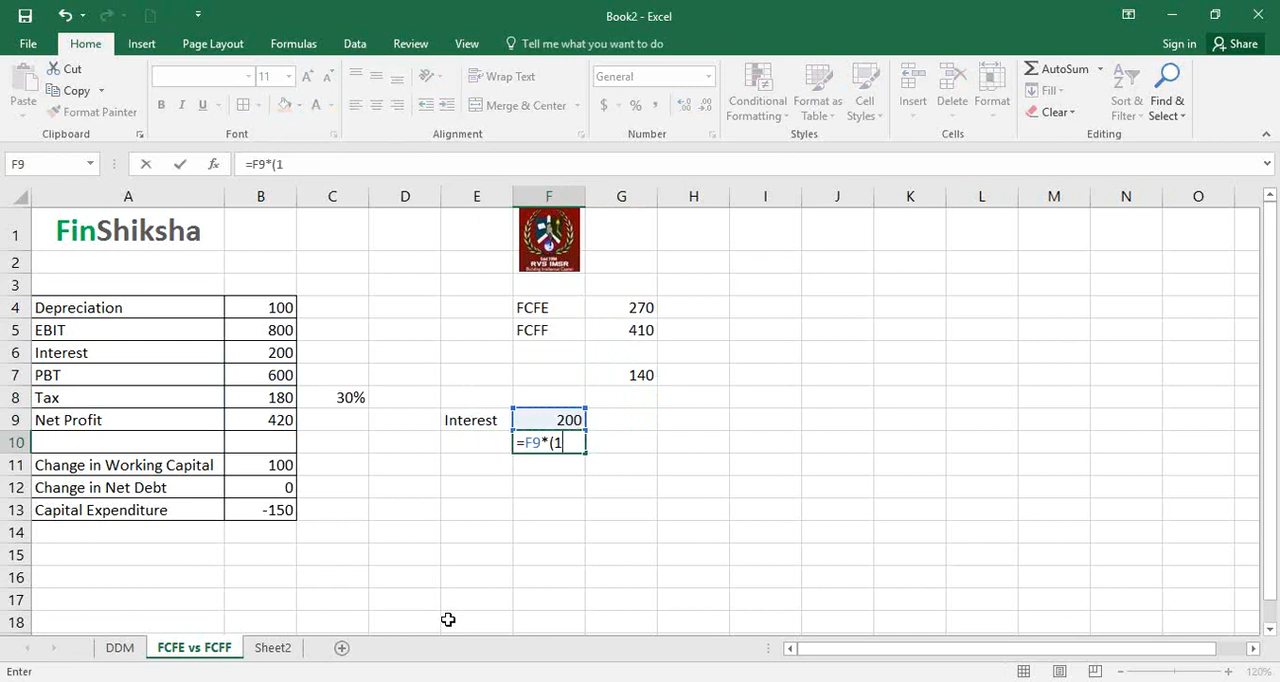 Book2 - Excel
File Home Insert Page Layout Formulas Data Review View Tell me what you want to do Sign in Share
Cut
Copy
Format Painter
Paste
Clipboard
11 A A
B I U A
Font
Wrap Text
Merge & Center
Alignment
General
$ % ,
Number
Conditional Formatting
Format as Table
Cell Styles
Styles
Insert Delete Format
Cells
AutoSum
Fill
Clear
Sort & Filter
Find & Select
Editing
F9 fx =F9*(1
A B C D E F G H I J K L M N O
1 FinShiksha
RVS IMSR
2
3
4 Depreciation 100 FCFE 270
5 EBIT 800 FCFF 410
6 Interest 200
7 PBT 600 140
8 Tax 180 30%
9 Net Profit 420 Interest 200
10 =F9*(1
11 Change in Working Capital 100
12 Change in Net Debt 0
13 Capital Expenditure -150
14
15
16
17
18
DDM FCFE vs FCFF Sheet2
Enter 120%